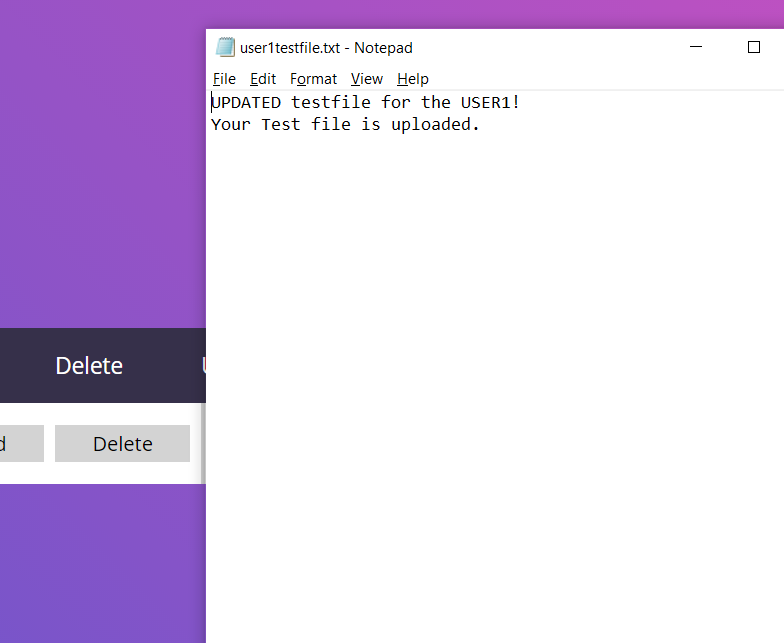 user1testfile.txt - Notepad
File Edit Format View Help
UPDATED testfile for the USER1!
Your Test file is uploaded.
Delete
Delete